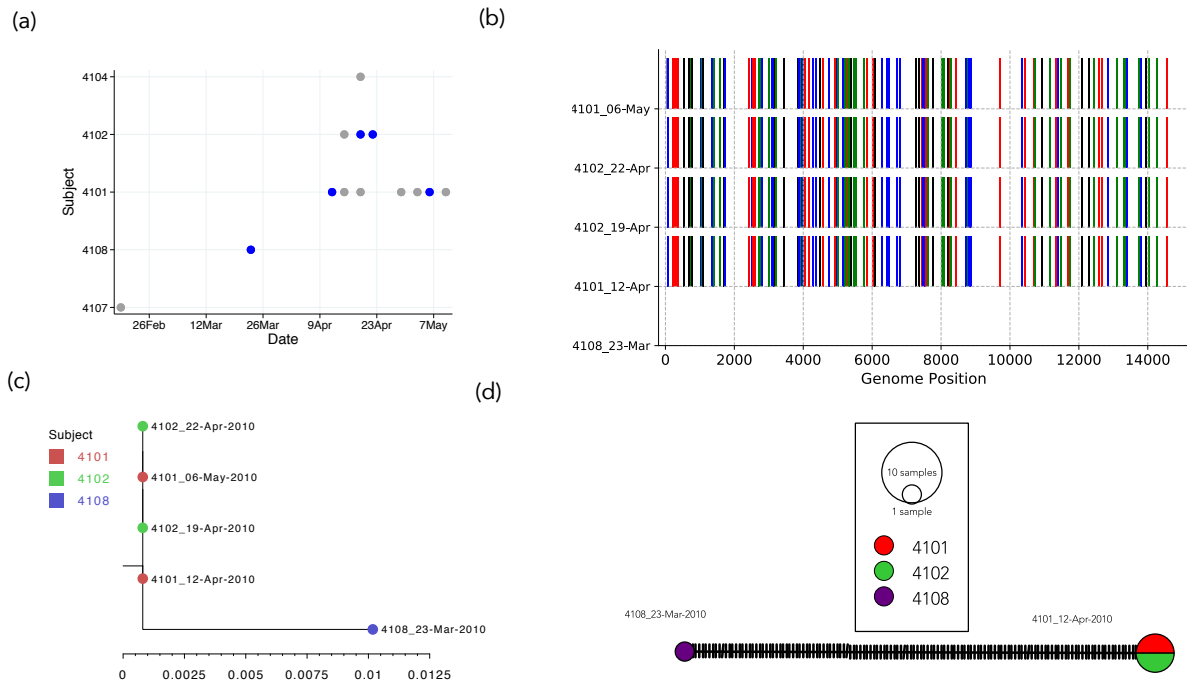 (a)
4104
4102
4101
4108
4107
Subject
26Feb 12Mar 26Mar 9Apr 23Apr 7May
Date
(b)
4101_06-May
4102_22-Apr
4102_19-Apr
4101_12-Apr
4108_23-Mar
0 2000 4000 6000 8000 10000 12000 14000
Genome Position
(c)
Subject
4101
4102
4108
4102_22-Apr-2010
4101_06-May-2010
4102_19-Apr-2010
4101_12-Apr-2010
4108_23-Mar-2010
0 0.0025 0.005 0.0075 0.01 0.0125
(d)
10 samples
1 sample
4101
4102
4108
4108_23-Mar-2010
4101_12-Apr-2010